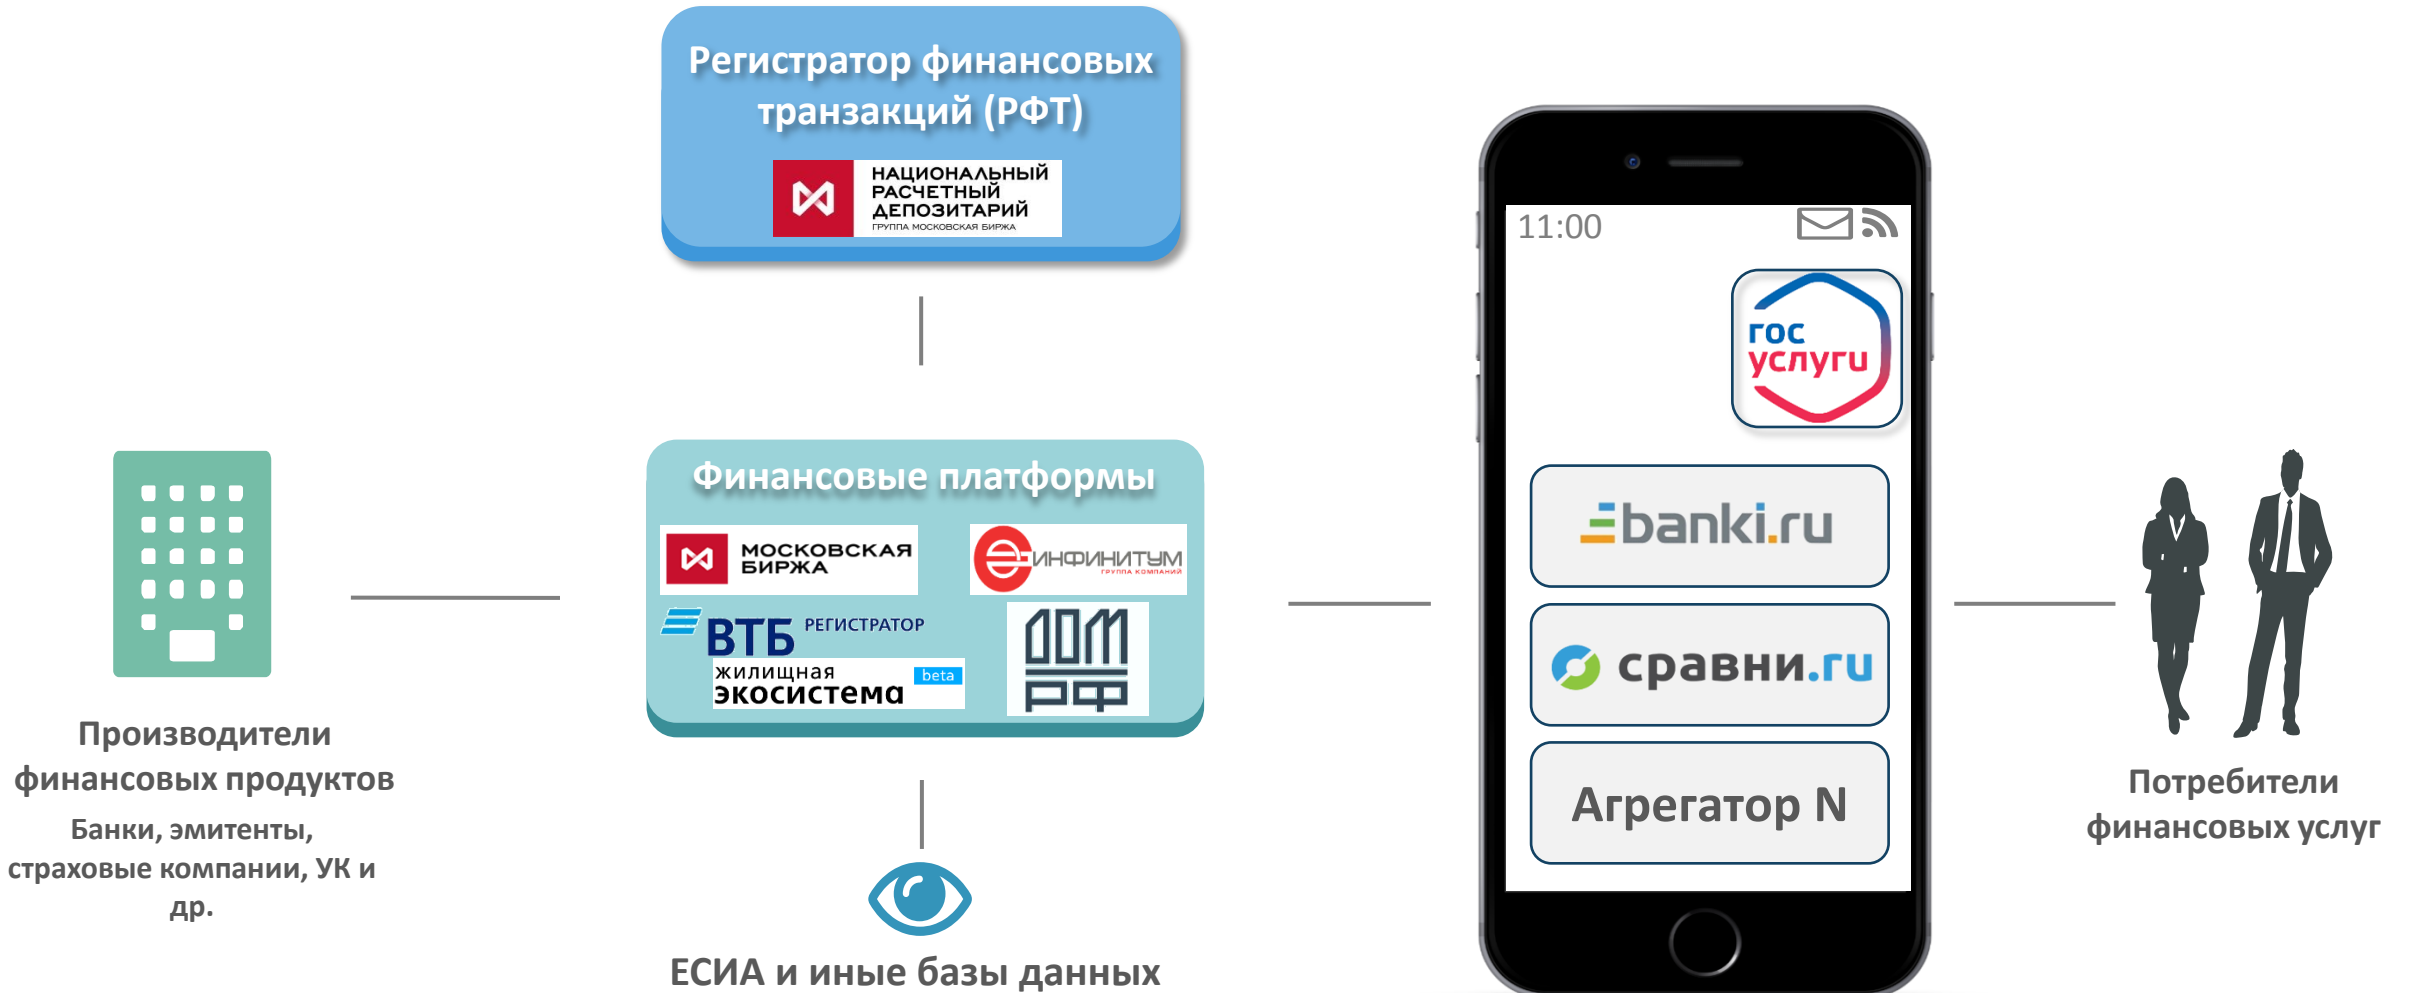 Регистратор финансовых
транзакций (РФТ)
НАЦИОНАЛЬНЫЙ
РАСЧЕТНЫЙ
ДЕПОЗИТАРИЙ
ГРУППА МОСКОВСКАЯ БИРЖА
11:00
гос
услуги
Финансовые платформы
МОСКОВСКАЯ
БИРЖА
ИНФИНИТУМ
ГРУППА КОМПАНИЙ
ВТБ РЕГИСТРАТОР
ЖИЛИЩНАЯ
ЭКОСИСТЕМА beta
ДОМ
РФ
banki.ru
сравни.ru
Агрегатор N
Производители
финансовых продуктов
Банки, эмитенты,
страховые компании, УК и
др.
ЕСИА и иные базы данных
Потребители
финансовых услуг